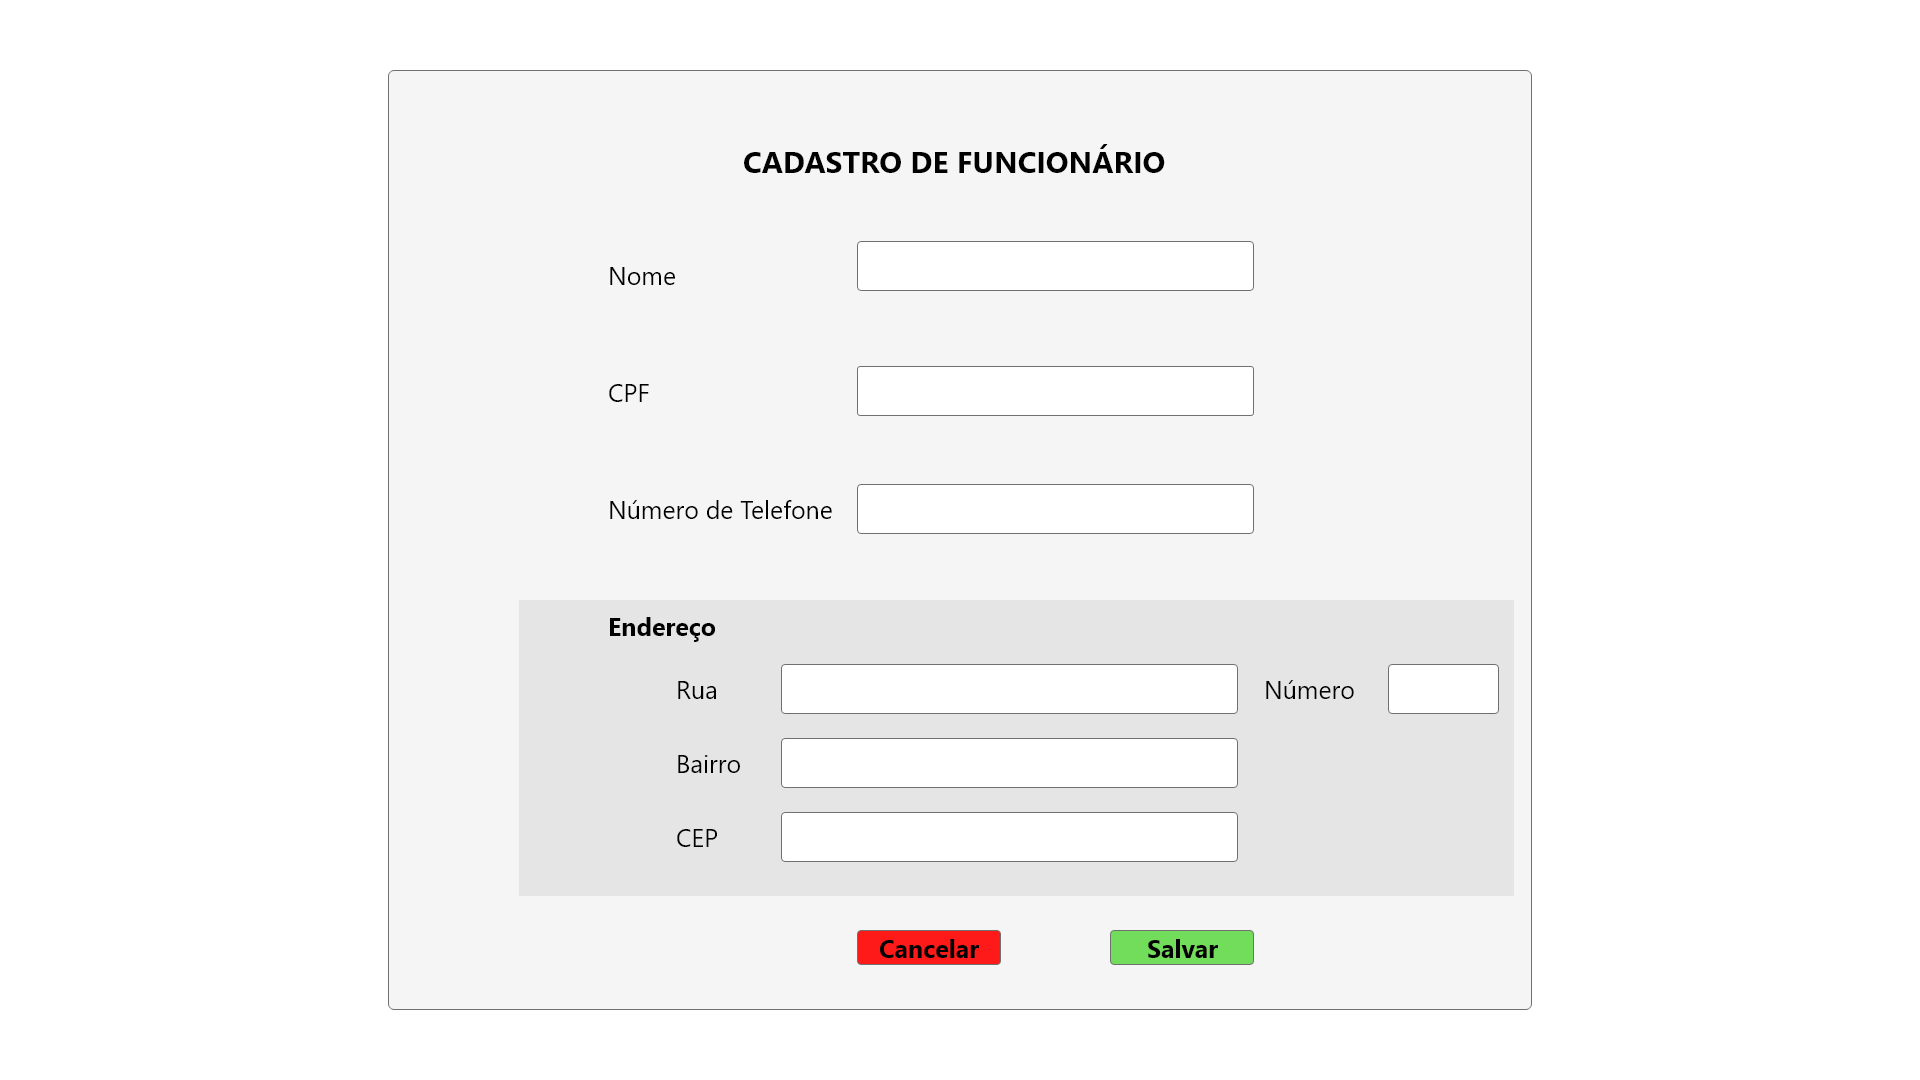 CADASTRO DE FUNCIONÁRIO
Nome
CPF
Número de Telefone
Endereço
Rua Número
Bairro
CEP
Cancelar Salvar